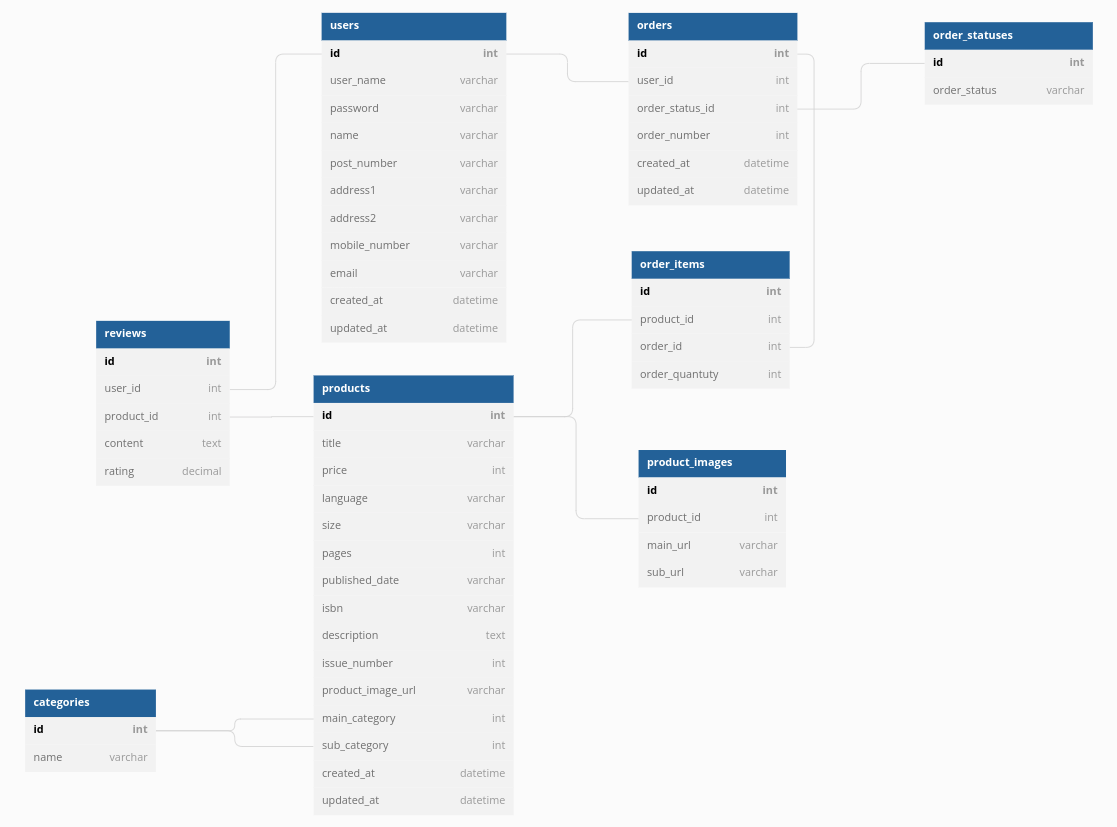 users
id int
user_name varchar
password varchar
name varchar
post_number varchar
address1 varchar
address2 varchar
mobile_number varchar
email varchar
created_at datetime
updated_at datetime
orders
id int
user_id int
order_status_id int
order_number int
created_at datetime
updated_at datetime
order_statuses
id int
order_status varchar
order_items
id int
product_id int
order_id int
order_quantuty int
reviews
id int
user_id int
product_id int
content text
rating decimal
products
id int
title varchar
price int
language varchar
size varchar
pages int
published_date varchar
isbn varchar
description text
issue_number int
product_image_url varchar
main_category int
sub_category int
created_at datetime
updated_at datetime
product_images
id int
product_id int
main_url varchar
sub_url varchar
categories
id int
name varchar